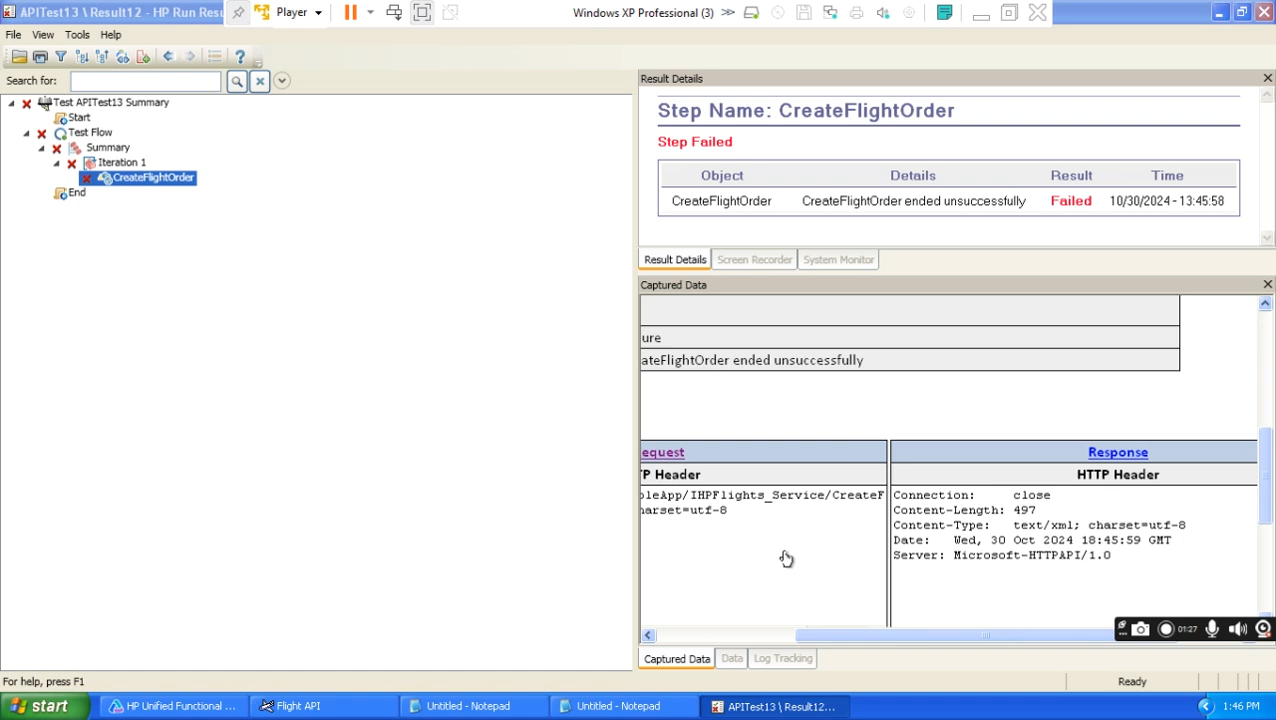 APITest13 \ Result12 - HP Run Resu
Player
Windows XP Professional (3)
File View Tools Help
Search for:
Test APITest13 Summary
Start
Test Flow
Summary
Iteration 1
CreateFlightOrder
End
Result Details
Step Name: CreateFlightOrder
Step Failed
Object Details Result Time
CreateFlightOrder CreateFlightOrder ended unsuccessfully Failed 10/30/2024 - 13:45:58
Result Details Screen Recorder System Monitor
Captured Data
ure
ateFlightOrder ended unsuccessfully
equest Response
P Header HTTP Header
leApp/IHPFlights_Service/CreateF
harset=utf-8
Connection: close
Content-Length: 497
Content-Type: text/xml; charset=utf-8
Date: Wed, 30 Oct 2024 18:45:59 GMT
Server: Microsoft-HTTPAPI/1.0
01:27
Captured Data Data Log Tracking
For help, press F1
Ready
start HP Unified Functional ... Flight API Untitled - Notepad Untitled - Notepad APITest13 \ Result12... 1:46 PM